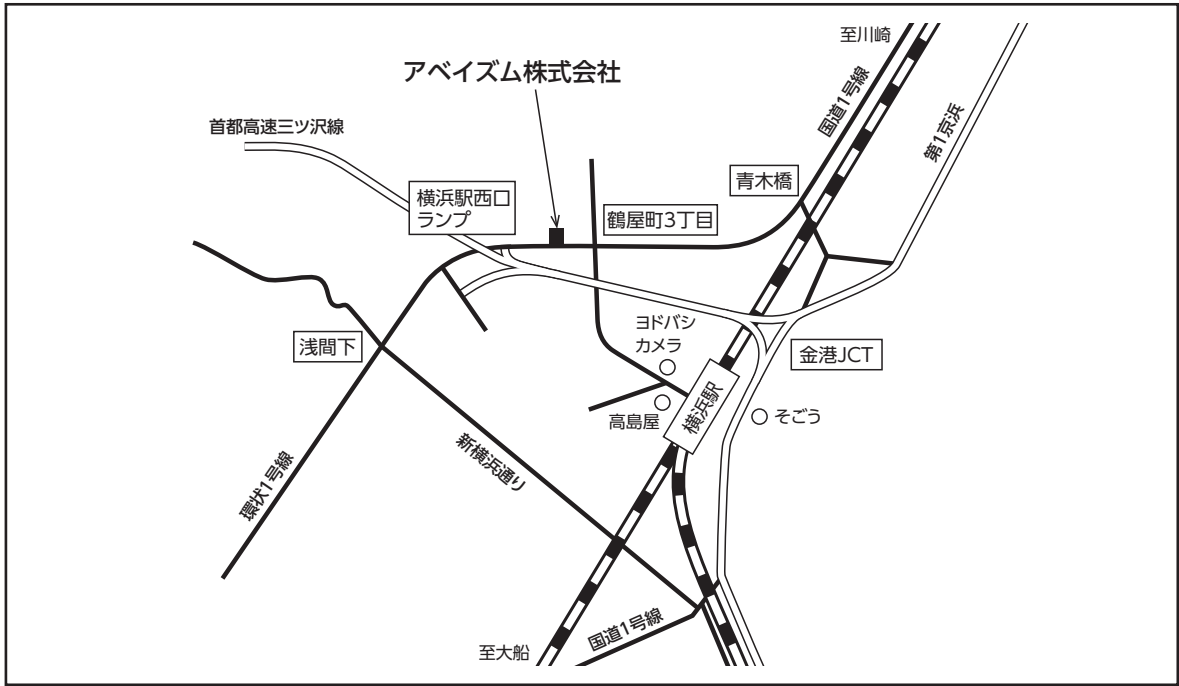 至川崎
アベイズム株式会社
国道1号線
首都高速三ツ沢線
第1京浜
青木橋
横浜駅西口
ランプ
鶴屋町3丁目
ヨドバシ
カメラ
浅間下
金港JCT
横浜駅
高島屋
そごう
新横浜通り
環状1号線
国道1号線
至大船